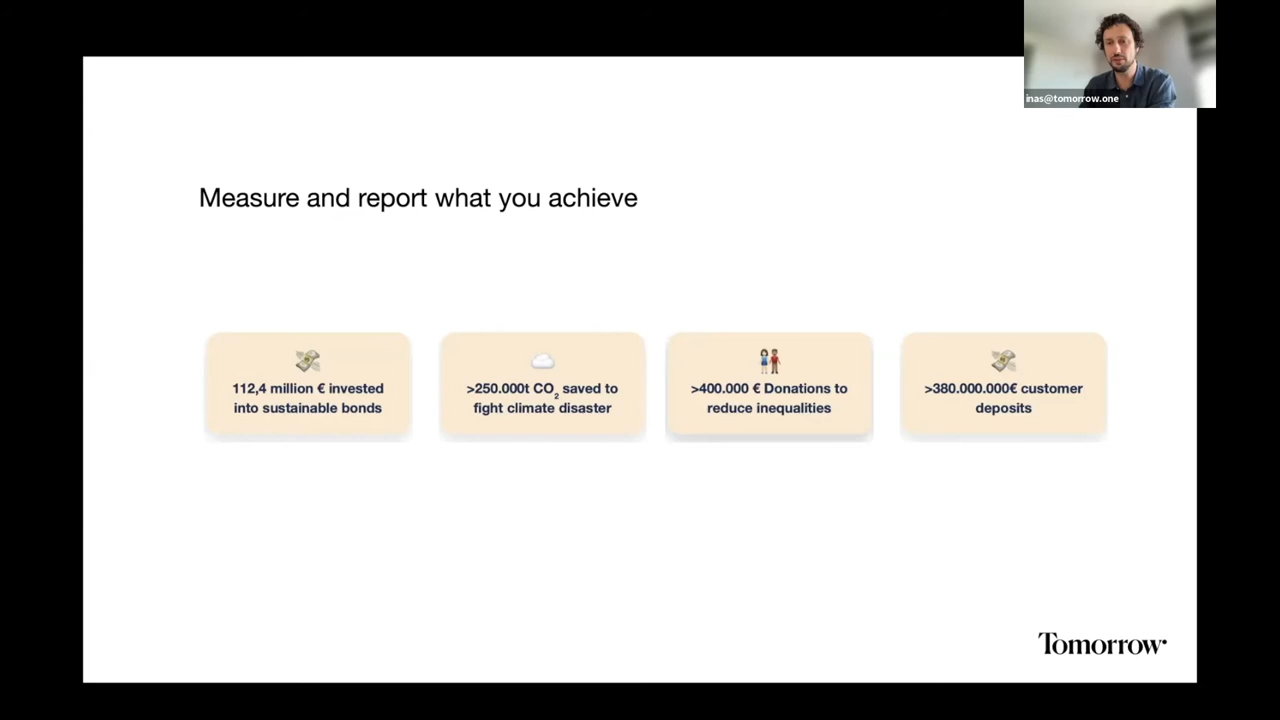 inas@tomorrow.one
Measure and report what you achieve
112,4 million € invested
into sustainable bonds
>250.000t CO₂ saved to
fight climate disaster
>400.000 € Donations to
reduce inequalities
>380.000.000€ customer
deposits
Tomorrow